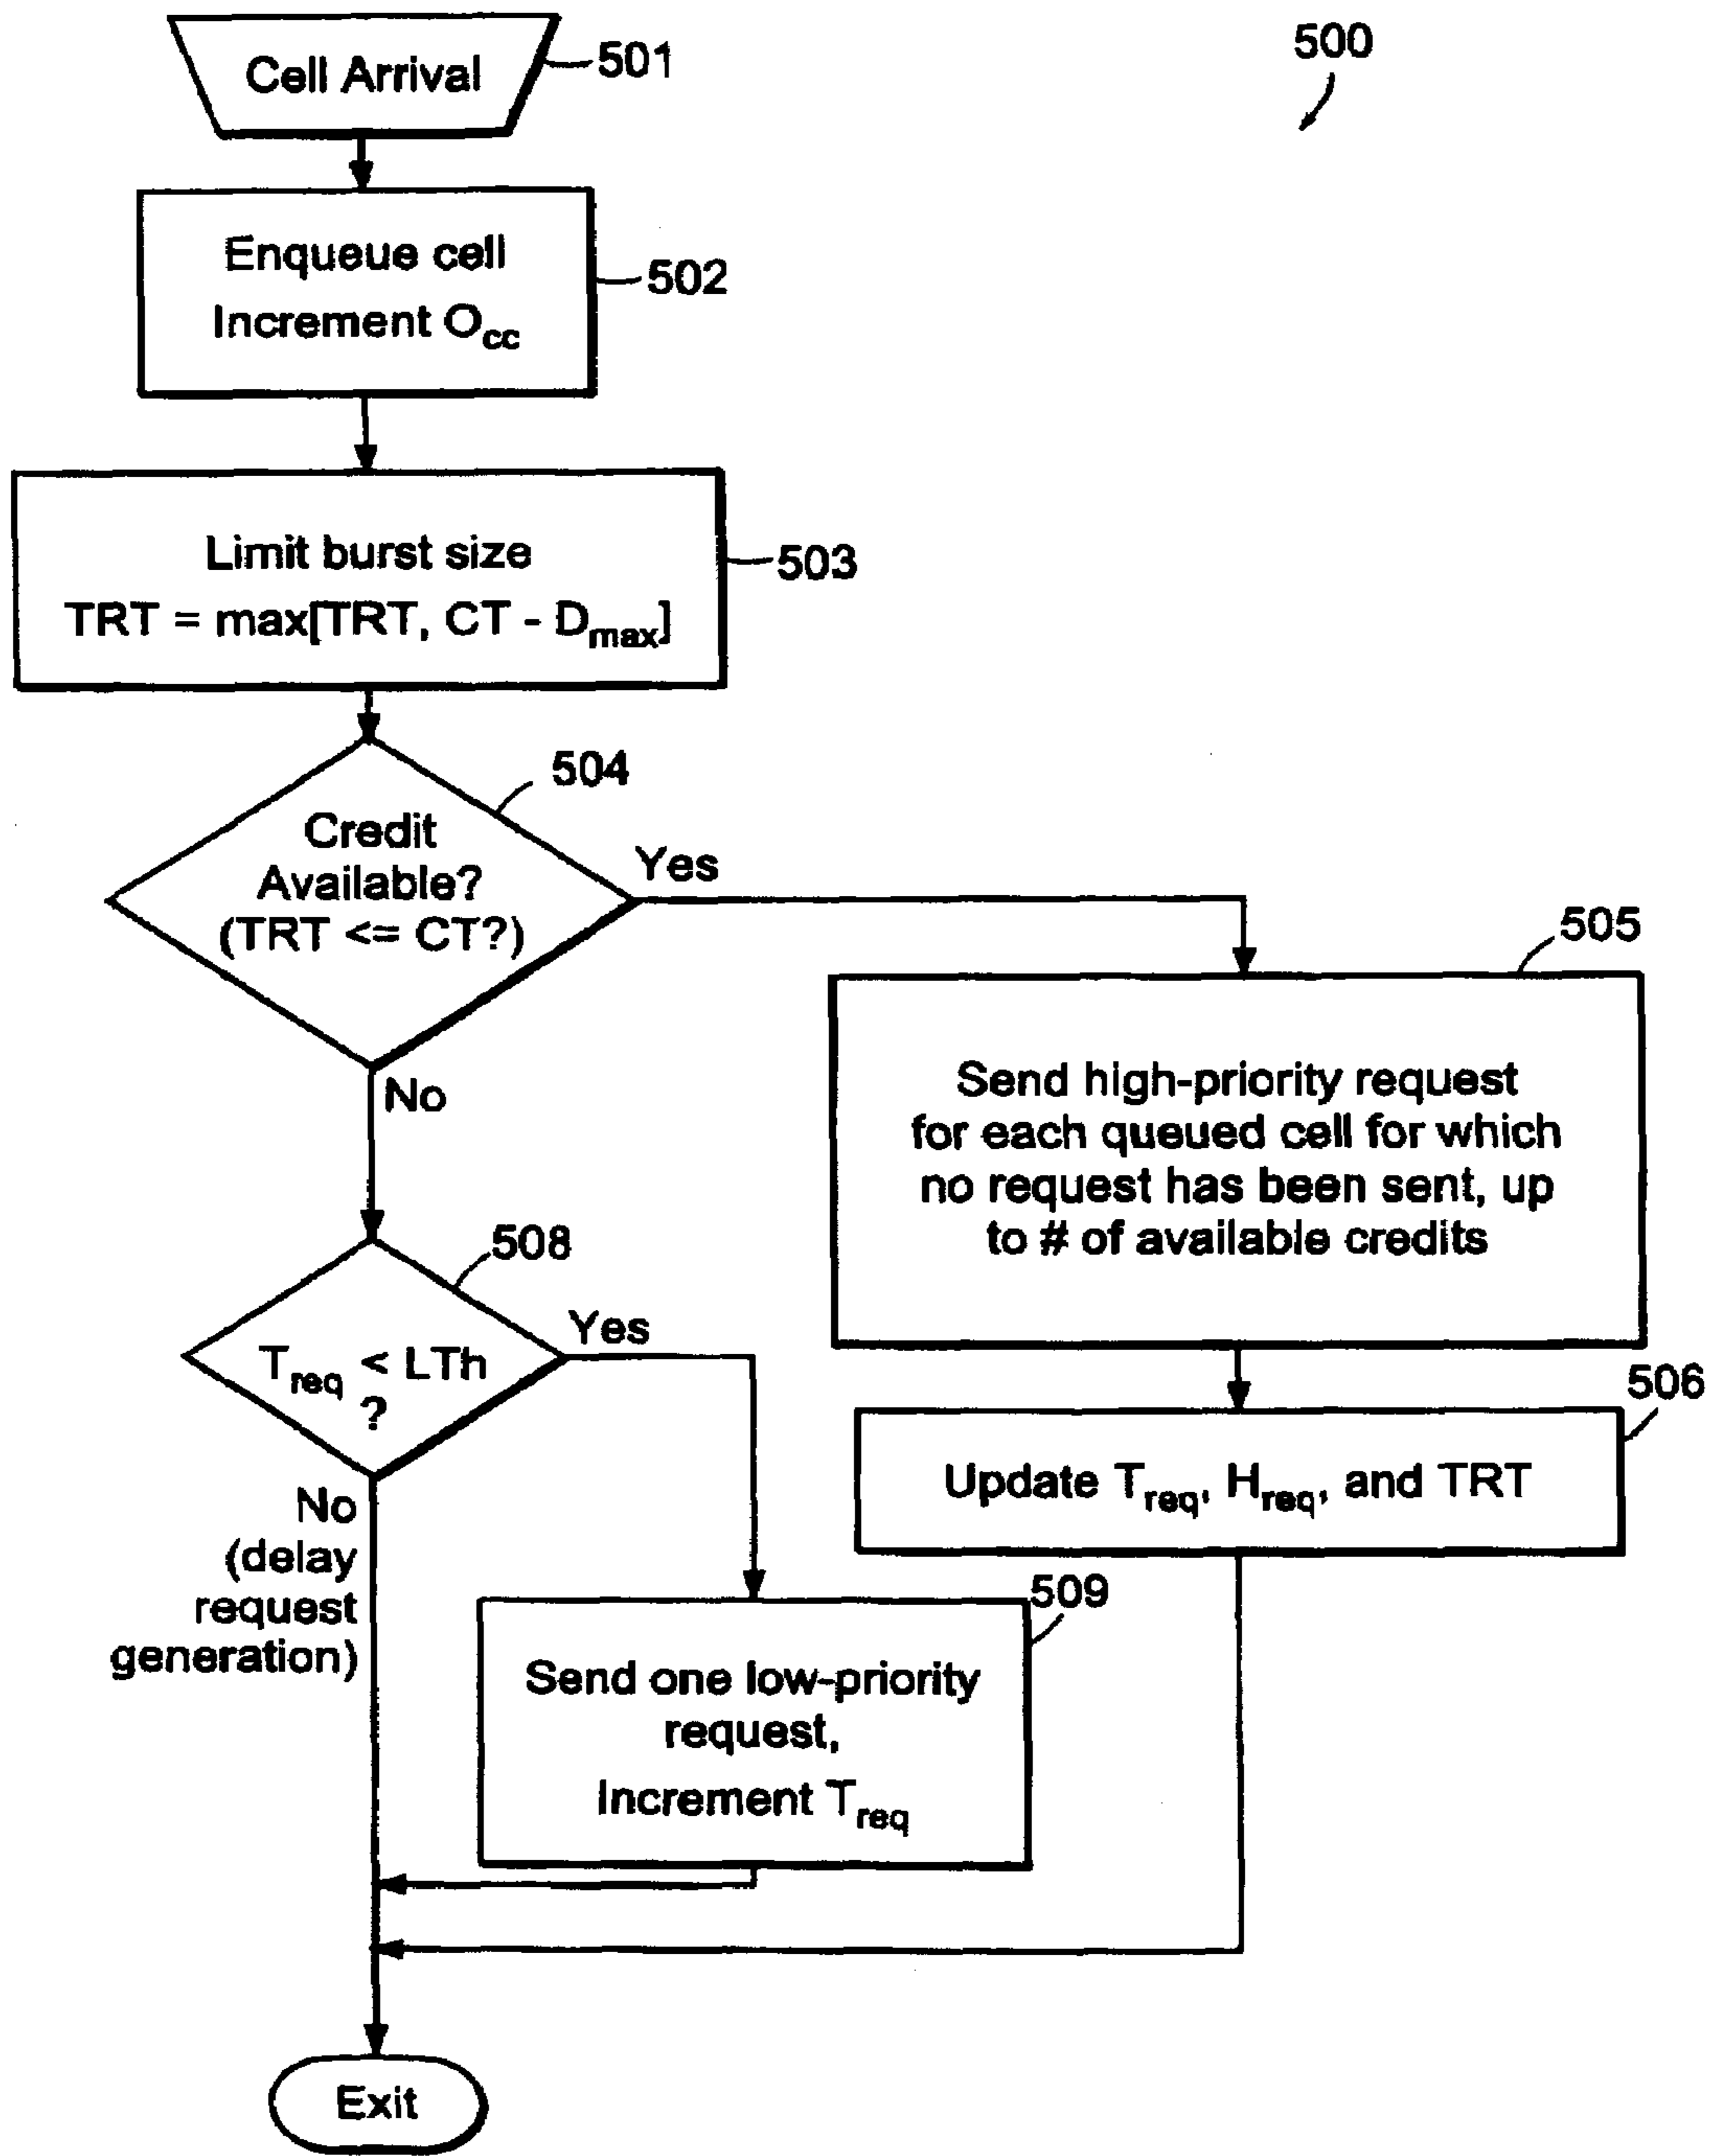 500
Cell Arrival
501
Enqueue cell
Increment Occ
502
Limit burst size
TRT = max[TRT, CT - Dmax]
503
504
Credit
Available?
(TRT <= CT?)
Yes
No
505
Send high-priority request
for each queued cell for which
no request has been sent, up
to # of available credits
506
Update Treq, Hreq, and TRT
508
Treq < LTh
?
Yes
No
(delay
request
generation)
509
Send one low-priority
request,
Increment Treq
Exit